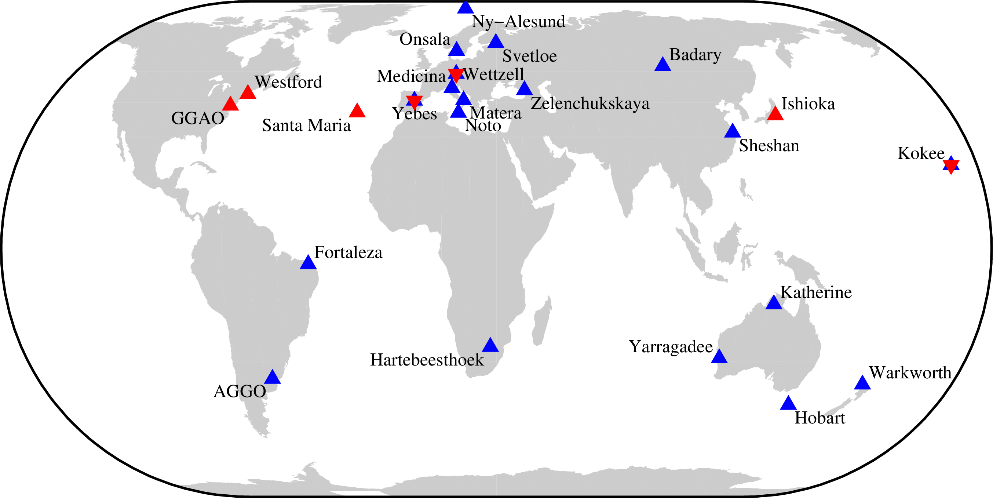 Ny−Alesund
Onsala
Svetloe
Badary
Medicina
Wettzell
Westford
Zelenchukskaya
Ishioka
GGAO
Santa Maria
Yebes
Matera
Noto
Sheshan
Kokee
Fortaleza
Katherine
Yarragadee
Hartebeesthoek
Warkworth
AGGO
Hobart